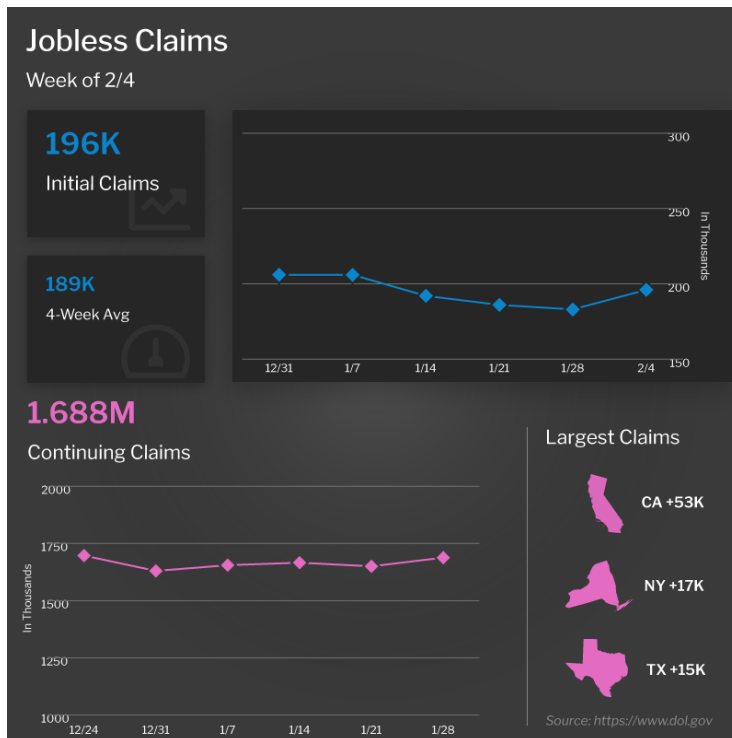 Jobless Claims
Week of 2/4
196K
Initial Claims
189K
4-Week Avg
300
250
200
150
In Thousands
12/31 1/7 1/14 1/21 1/28 2/4
1.688M
Continuing Claims
2000
1750
1500
1250
1000
In Thousands
12/24 12/31 1/7 1/14 1/21 1/28
Largest Claims
CA +53K
NY +17K
TX +15K
Source: https://www.dol.gov